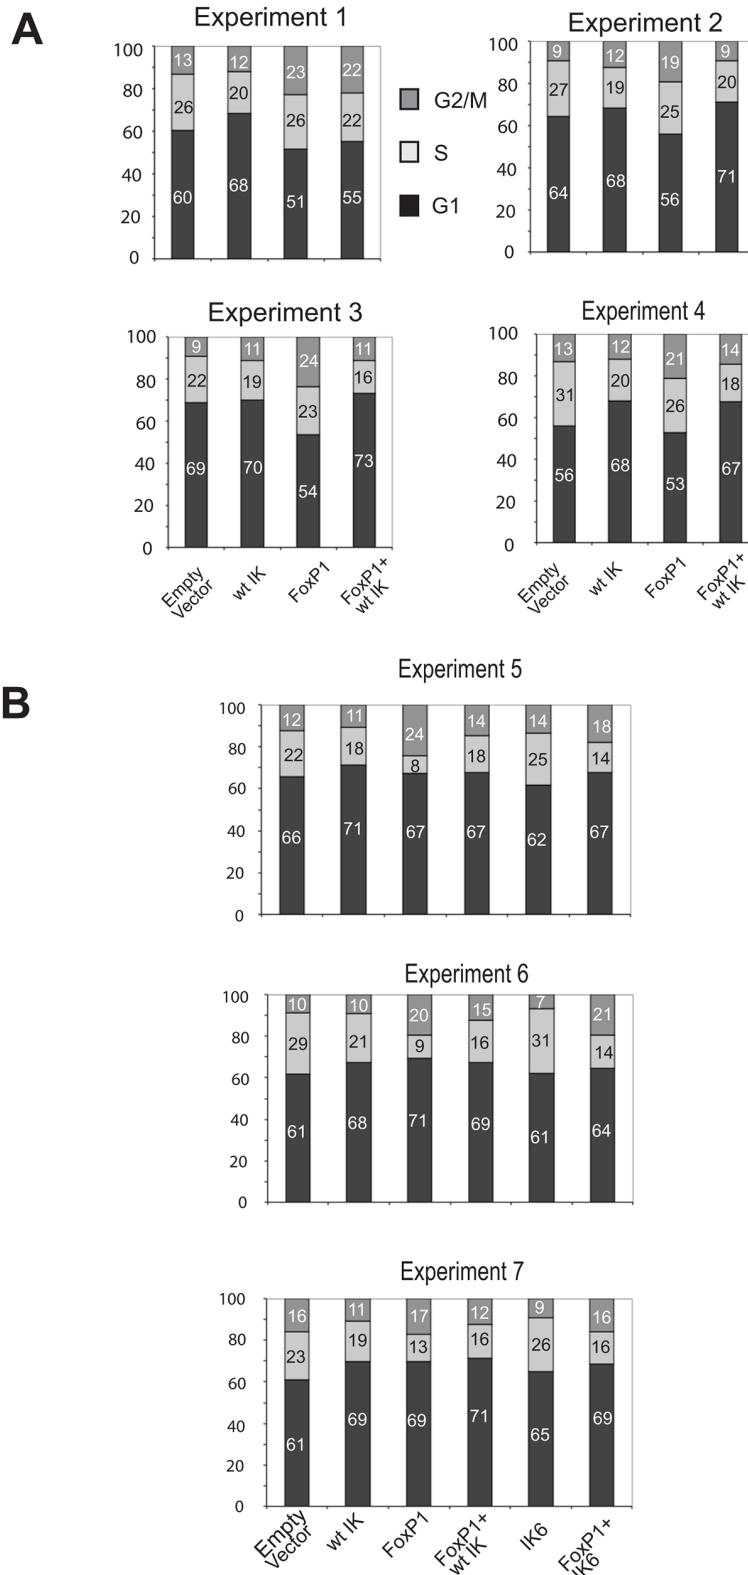 A
Experiment 1
Experiment 2
100
80
60
40
20
0
13 12 23 22
26 20 26 22
60 68 51 55
G2/M
S
G1
100
80
60
40
20
0
9 12 19 9
27 19 25 20
64 68 56 71
Experiment 3
Experiment 4
100
80
60
40
20
0
9 11 24 11
22 19 23 16
69 70 54 73
Empty
Vector
wt IK
FoxP1
FoxP1+
wt IK
100
80
60
40
20
0
13 12 21 14
31 20 26 18
56 68 53 67
Empty
Vector
wt IK
FoxP1
FoxP1+
wt IK
B
Experiment 5
100
80
60
40
20
0
12 11 24 14 14 18
22 18 8 18 25 14
66 71 67 67 62 67
Experiment 6
100
80
60
40
20
0
10 10 20 15 7 21
29 21 9 16 31 14
61 68 71 69 61 64
Experiment 7
100
80
60
40
20
0
16 11 17 12 9 16
23 19 13 16 26 16
61 69 69 71 65 69
Empty
Vector
wt IK
FoxP1
FoxP1+
wt IK
IK6
FoxP1+
IK6